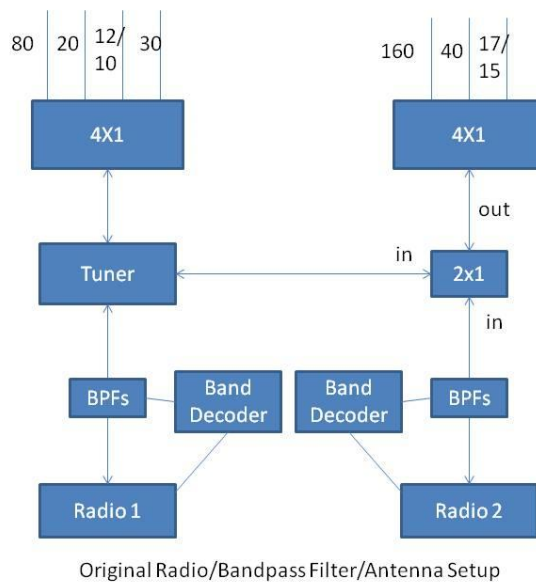 80
20
12/
10
30
160
40
17/
15
4X1
4X1
out
in
Tuner
2x1
in
BPFs
Band
Decoder
Band
Decoder
BPFs
Radio 1
Radio 2
Original Radio/Bandpass Filter/Antenna Setup